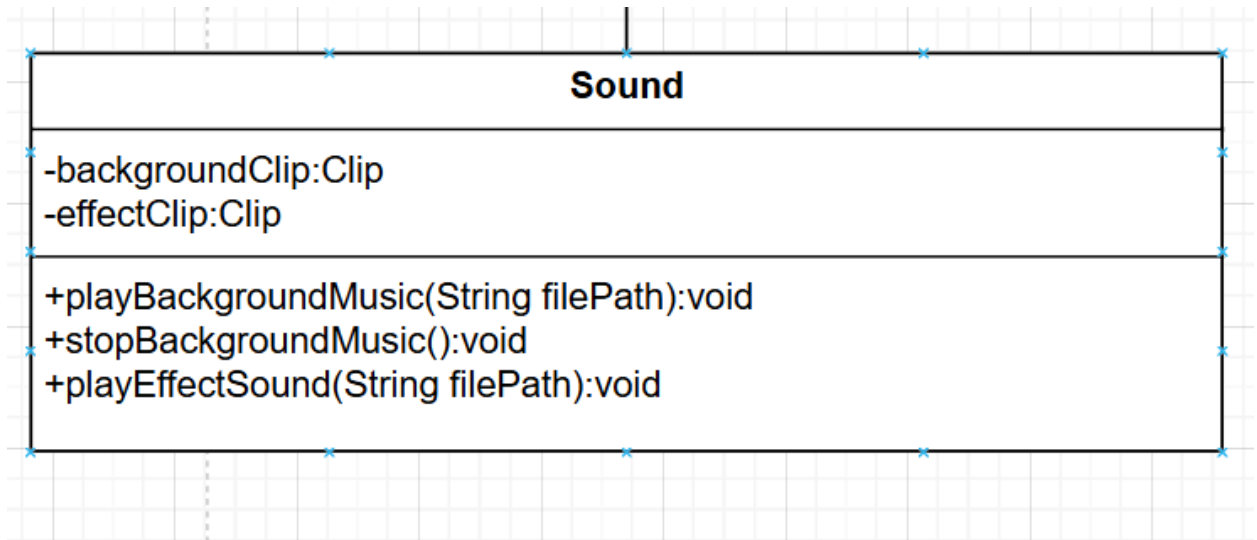 Sound
-backgroundClip:Clip
-effectClip:Clip
+playBackgroundMusic(String filePath):void
+stopBackgroundMusic():void
+playEffectSound(String filePath):void